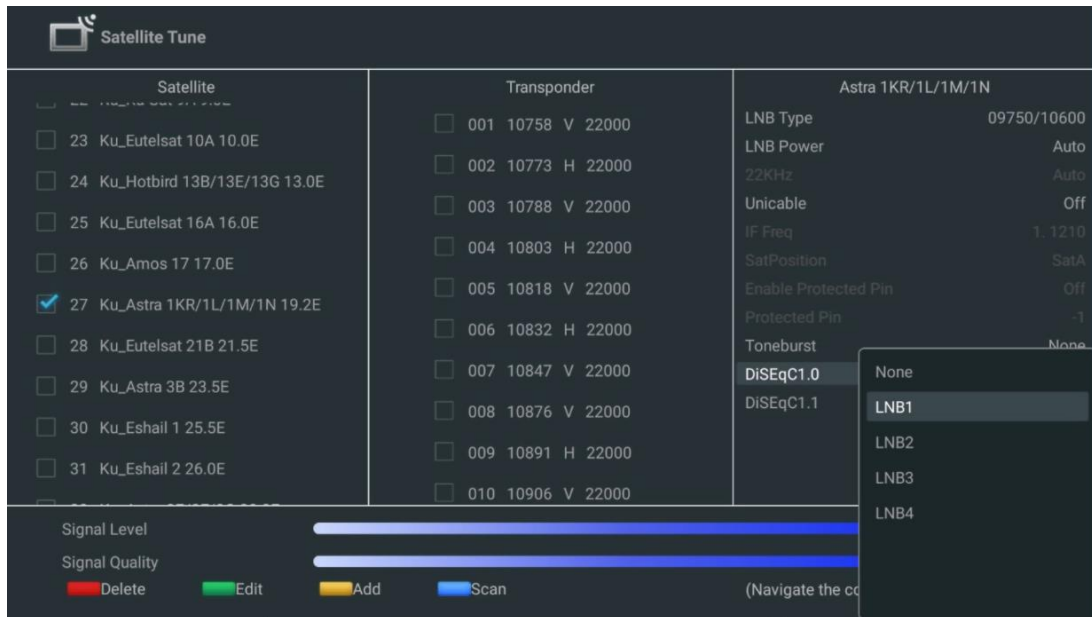 Satellite Tune
Satellite
23 Ku_Eutelsat 10A 10.0E
24 Ku_Hotbird 13B/13E/13G 13.0E
25 Ku_Eutelsat 16A 16.0E
26 Ku_Amos 17 17.0E
27 Ku_Astra 1KR/1L/1M/1N 19.2E
28 Ku_Eutelsat 21B 21.5E
29 Ku_Astra 3B 23.5E
30 Ku_Eshail 1 25.5E
31 Ku_Eshail 2 26.0E
Transponder
001 10758 V 22000
002 10773 H 22000
003 10788 V 22000
004 10803 H 22000
005 10818 V 22000
006 10832 H 22000
007 10847 V 22000
008 10876 V 22000
009 10891 H 22000
010 10906 V 22000
Astra 1KR/1L/1M/1N
LNB Type 09750/10600
LNB Power Auto
22KHz Auto
Unicable Off
IF Freq 1. 1210
SatPosition SatA
Enable Protected Pin Off
Protected Pin -1
Toneburst None
DiSEqC1.0
DiSEqC1.1
None
LNB1
LNB2
LNB3
LNB4
Signal Level
Signal Quality
Delete Edit Add Scan (Navigate the